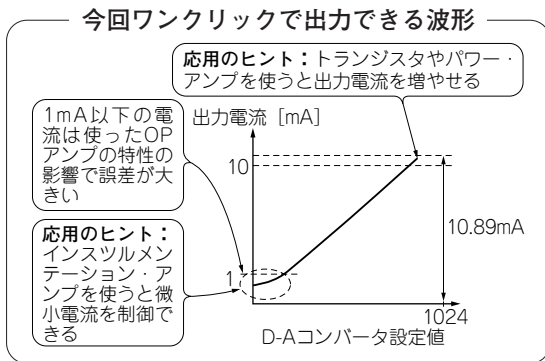 今回ワンクリックで出力できる波形
応用のヒント：トランジスタやパワー・
アンプを使うと出力電流を増やせる
1mA以下の電
流は使ったOP
アンプの特性の
影響で誤差が大
きい
出力電流 [mA]
10
10.89mA
応用のヒント：
インスツルメン
テーション・ア
ンプを使うと微
小電流を制御で
きる
1
1024
D-Aコンバータ設定値